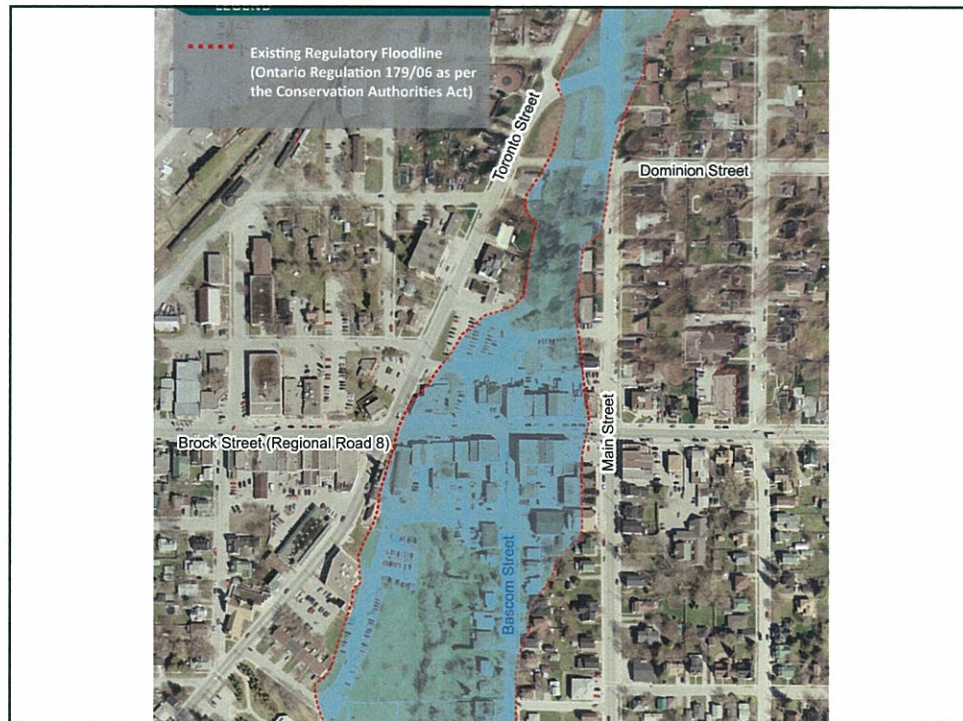 LEGEND
Existing Regulatory Floodline
(Ontario Regulation 179/06 as per
the Conservation Authorities Act)
Toronto Street
Dominion Street
Brock Street (Regional Road 8)
Main Street
Bascom Street